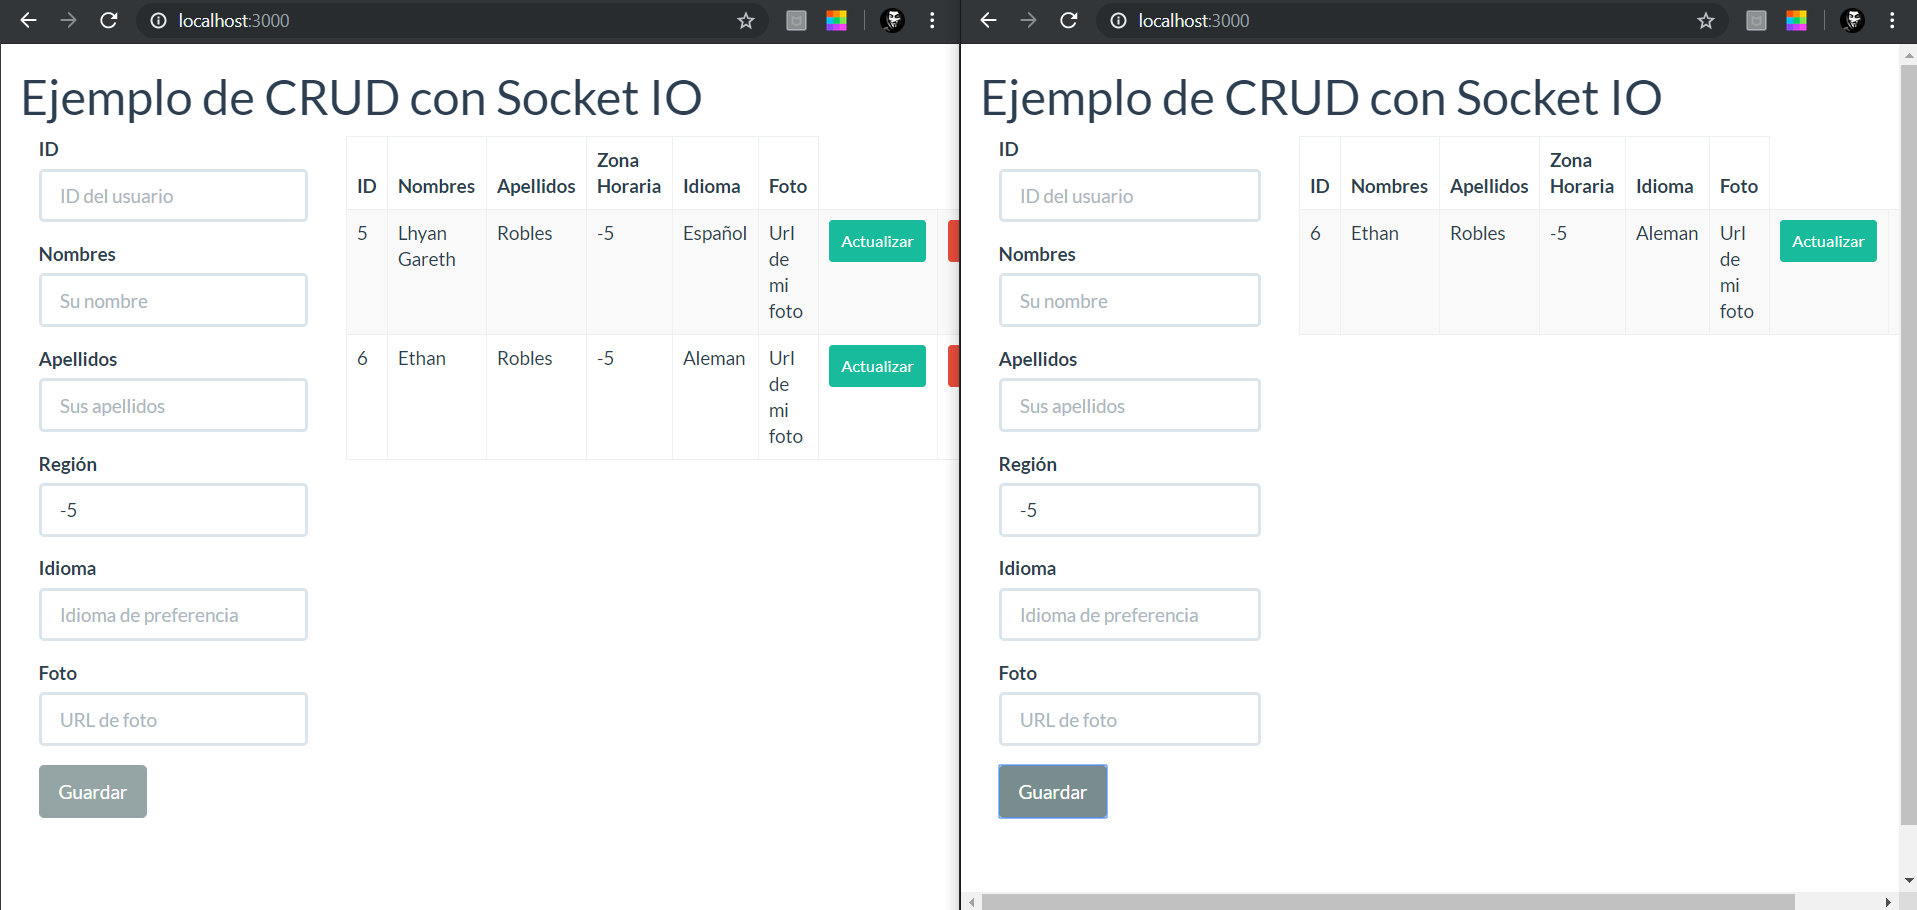 localhost:3000
Ejemplo de CRUD con Socket IO
ID
ID del usuario
Nombres
Su nombre
Apellidos
Sus apellidos
Región
-5
Idioma
Idioma de preferencia
Foto
URL de foto
Guardar
ID Nombres Apellidos Zona Horaria Idioma Foto
5 Lhyan Gareth Robles -5 Español Url de mi foto Actualizar
6 Ethan Robles -5 Aleman Url de mi foto Actualizar
localhost:3000
Ejemplo de CRUD con Socket IO
ID
ID del usuario
Nombres
Su nombre
Apellidos
Sus apellidos
Región
-5
Idioma
Idioma de preferencia
Foto
URL de foto
Guardar
ID Nombres Apellidos Zona Horaria Idioma Foto
6 Ethan Robles -5 Aleman Url de mi foto Actualizar